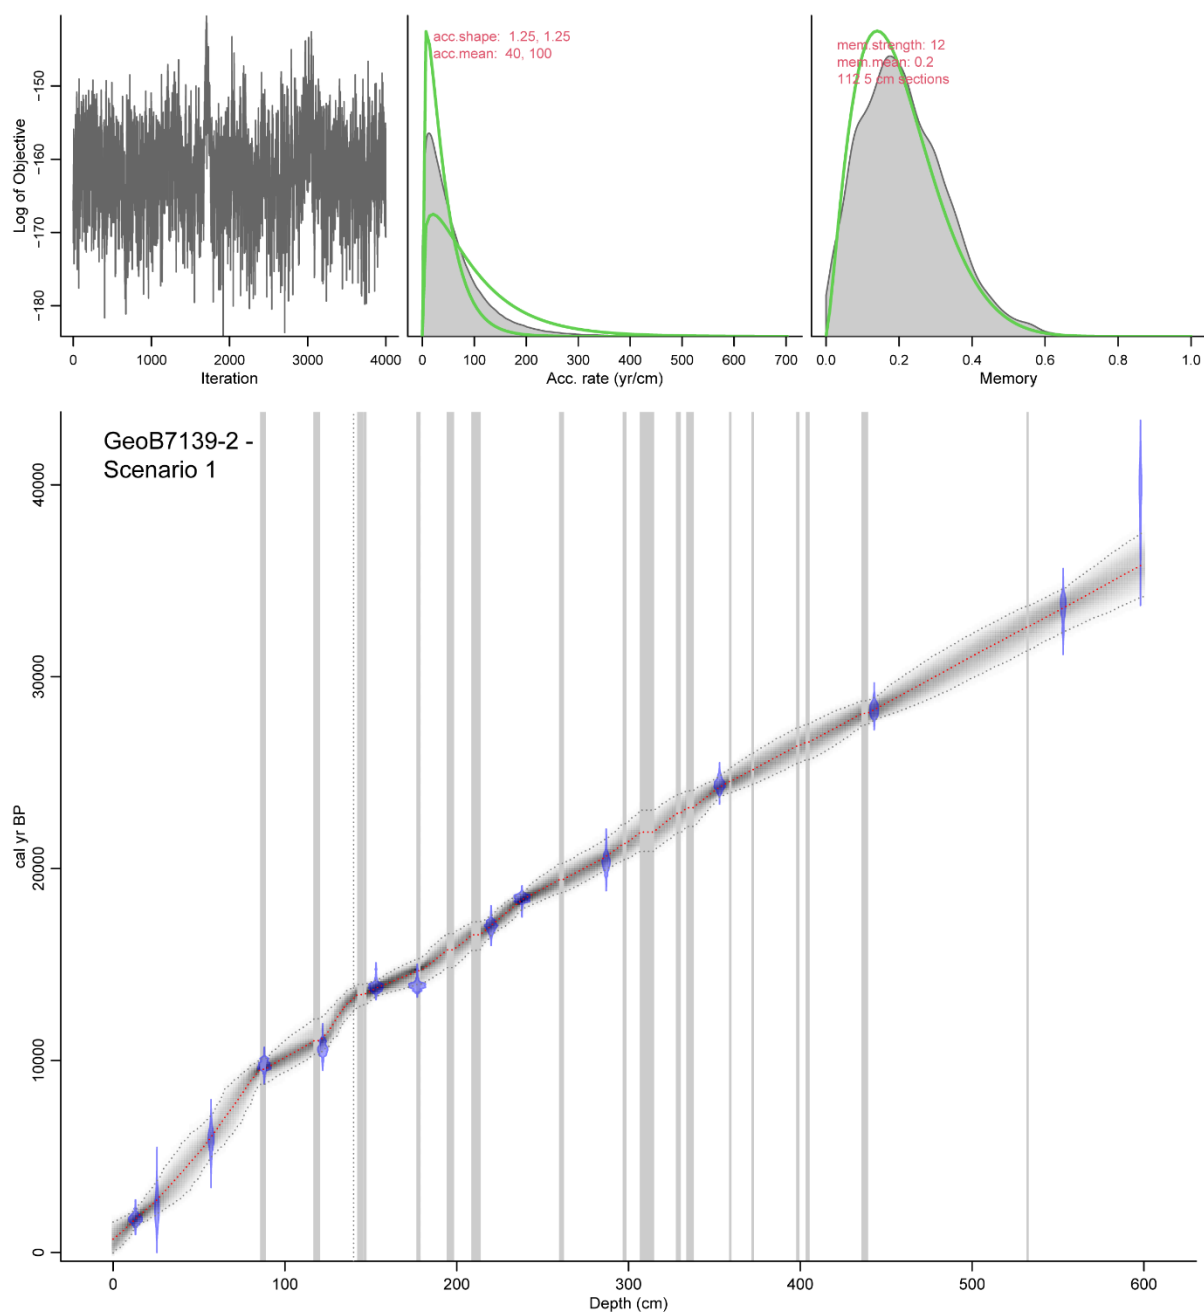 Log of Objective
−150
−160
−170
−180
0 1000 2000 3000 4000
Iteration
acc.shape: 1.25, 1.25
acc.mean: 40, 100
0 100 200 300 400 500 600 700
Acc. rate (yr/cm)
mem.strength: 12
mem.mean: 0.2
112 5 cm sections
0.0 0.2 0.4 0.6 0.8 1.0
Memory
GeoB7139-2 -
Scenario 1
cal yr BP
40000
30000
20000
10000
0
0 100 200 300 400 500 600
Depth (cm)